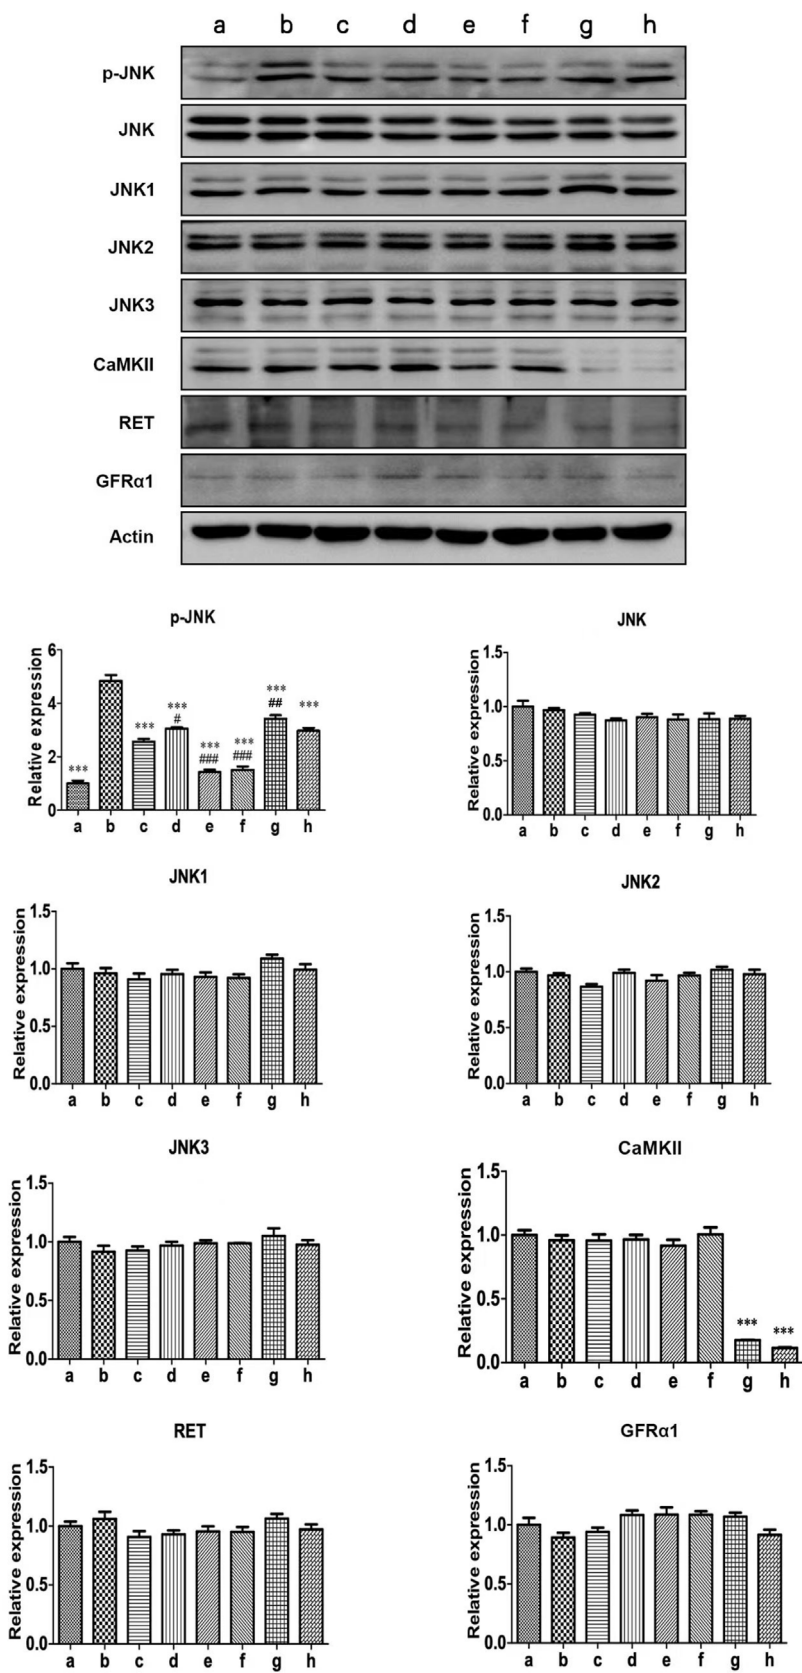 a b c d e f g h
p-JNK
JNK
JNK1
JNK2
JNK3
CaMKII
RET
GFRα1
Actin
p-JNK
Relative expression
6
4
2
0
***
***
***
#
***
###
***
###
***
##
***
a b c d e f g h
JNK
Relative expression
1.5
1.0
0.5
0.0
a b c d e f g h
JNK1
Relative expression
1.5
1.0
0.5
0.0
a b c d e f g h
JNK2
Relative expression
1.5
1.0
0.5
0.0
a b c d e f g h
JNK3
Relative expression
1.5
1.0
0.5
0.0
a b c d e f g h
CaMKII
Relative expression
1.5
1.0
0.5
0.0
*** ***
a b c d e f g h
RET
Relative expression
1.5
1.0
0.5
0.0
a b c d e f g h
GFRα1
Relative expression
1.5
1.0
0.5
0.0
a b c d e f g h